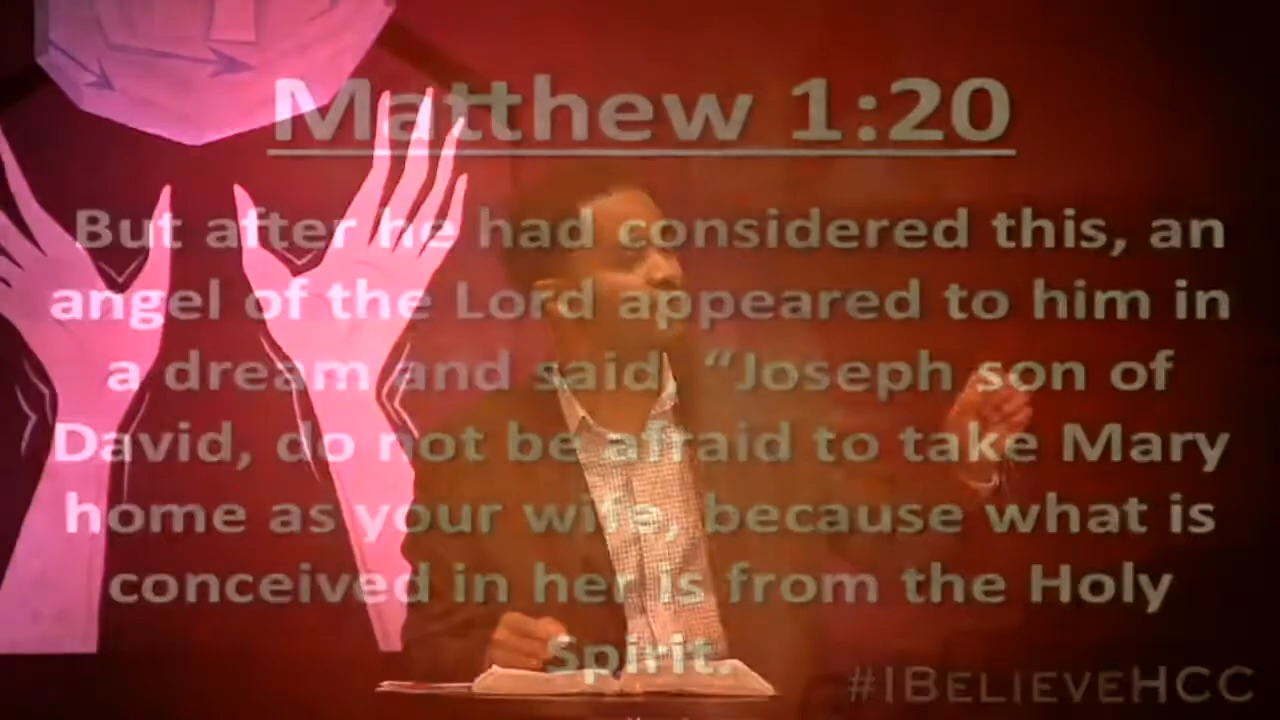 Matthew 1:20
But after he had considered this, an
angel of the Lord appeared to him in
a dream and said, “Joseph son of
David, do not be afraid to take Mary
home as your wife, because what is
conceived in her is from the Holy
Spirit.
#IBelieveHCC